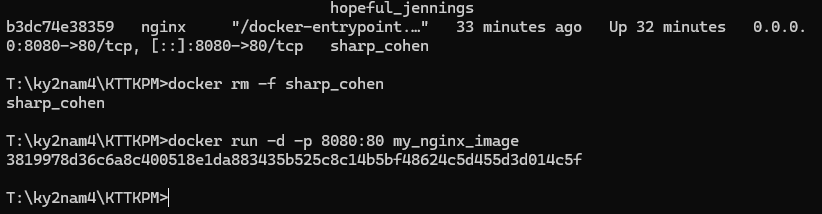 hopeful_jennings
b3dc74e38359   nginx     "/docker-entrypoint.…"   33 minutes ago   Up 32 minutes   0.0.0.
0:8080->80/tcp, [::]:8080->80/tcp   sharp_cohen
T:\ky2nam4\KTTKPM>docker rm -f sharp_cohen
sharp_cohen
T:\ky2nam4\KTTKPM>docker run -d -p 8080:80 my_nginx_image
3819978d36c6a8c400518e1da883435b525c8c14b5bf48624c5d455d3d014c5f
T:\ky2nam4\KTTKPM>